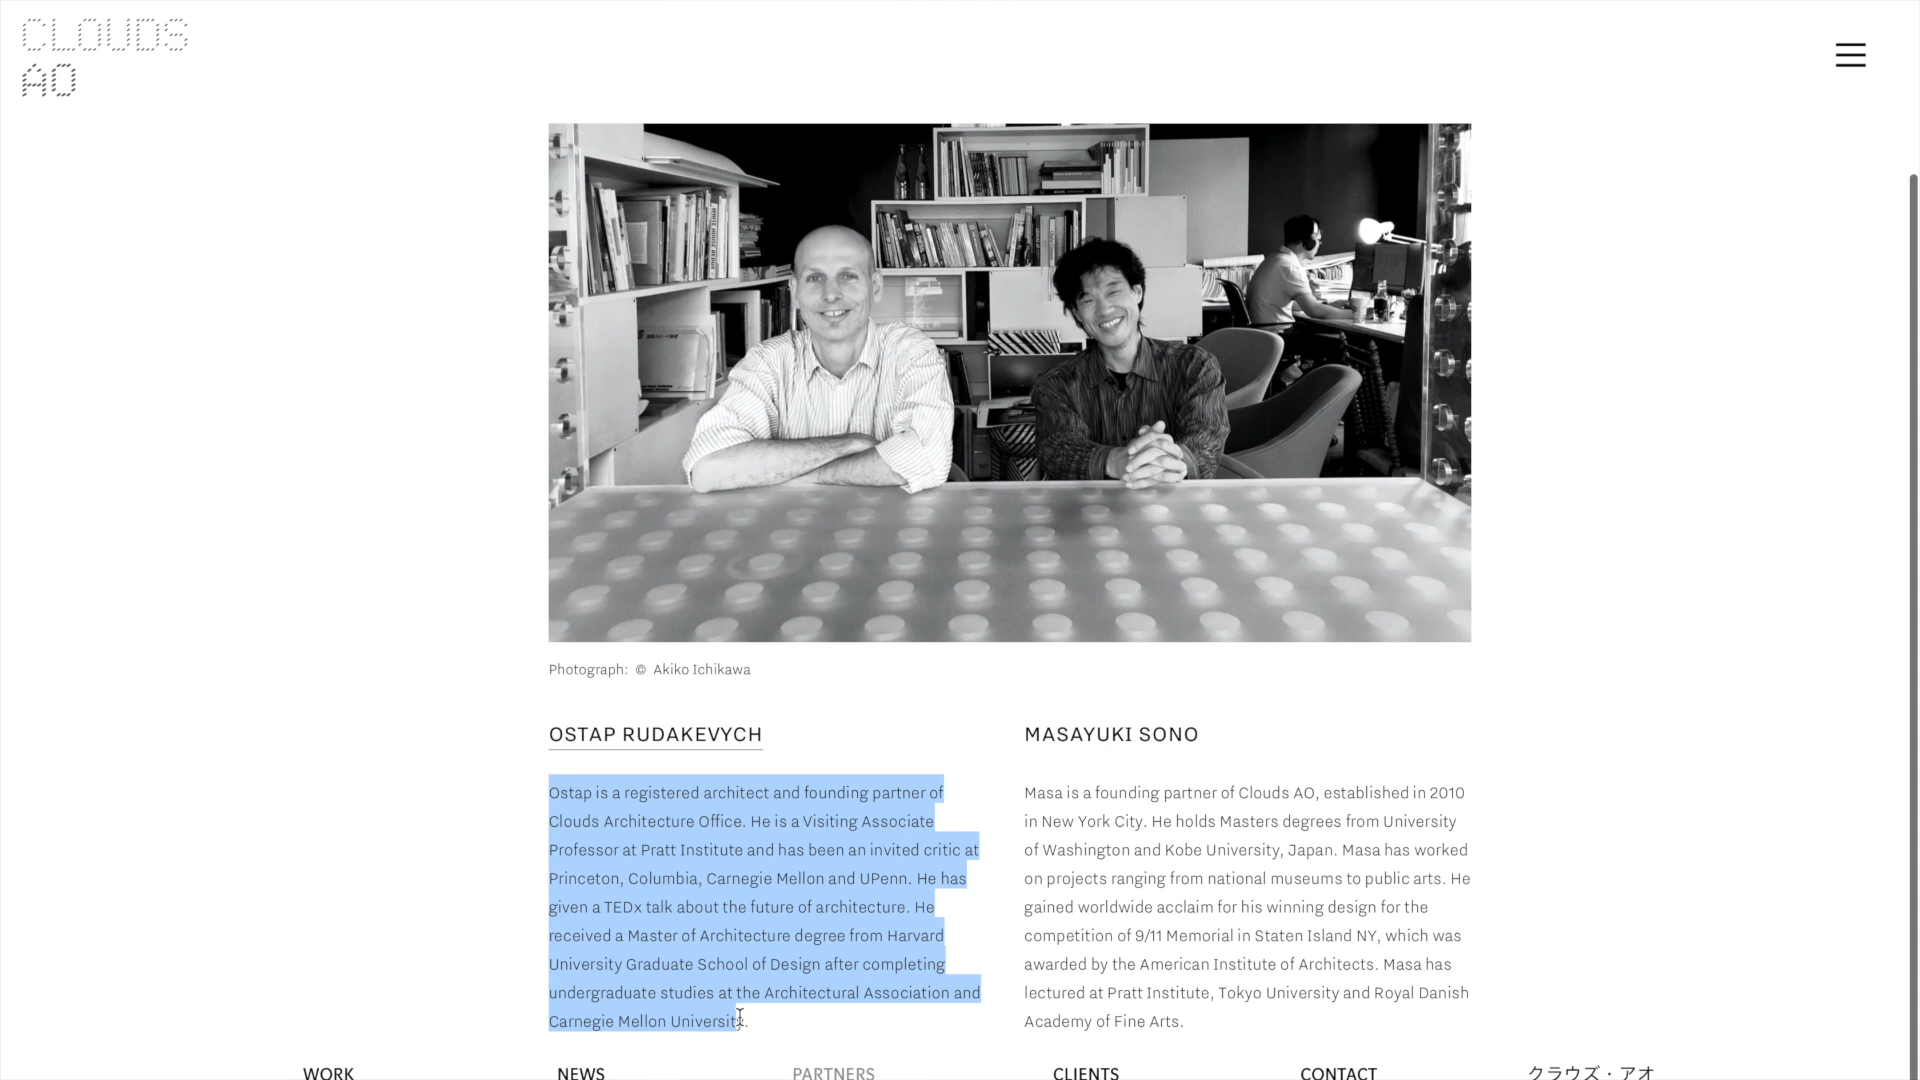 CLOUDS
AO
Photograph: © Akiko Ichikawa
OSTAP RUDAKEVYCH
Ostap is a registered architect and founding partner of
Clouds Architecture Office. He is a Visiting Associate
Professor at Pratt Institute and has been an invited critic at
Princeton, Columbia, Carnegie Mellon and UPenn. He has
given a TEDx talk about the future of architecture. He
received a Master of Architecture degree from Harvard
University Graduate School of Design after completing
undergraduate studies at the Architectural Association and
Carnegie Mellon University.
MASAYUKI SONO
Masa is a founding partner of Clouds AO, established in 2010
in New York City. He holds Masters degrees from University
of Washington and Kobe University, Japan. Masa has worked
on projects ranging from national museums to public arts. He
gained worldwide acclaim for his winning design for the
competition of 9/11 Memorial in Staten Island NY, which was
awarded by the American Institute of Architects. Masa has
lectured at Pratt Institute, Tokyo University and Royal Danish
Academy of Fine Arts.
WORK
NEWS
PARTNERS
CLIENTS
CONTACT
クラウズ・アオ